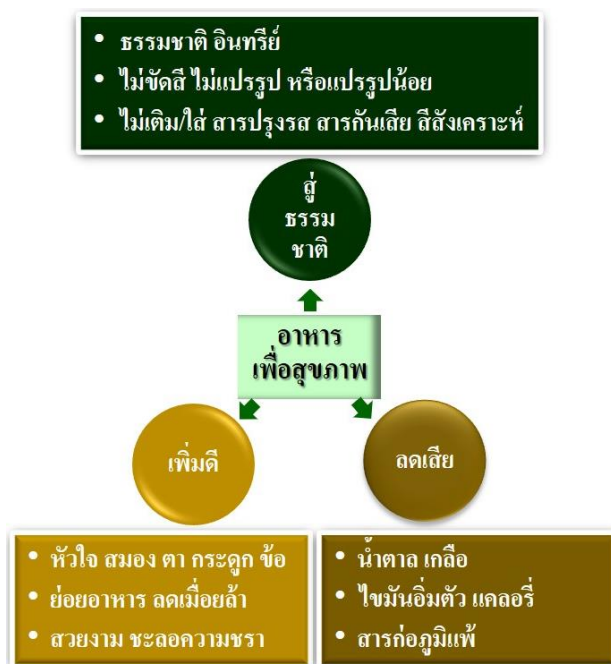 • ธรรมชาติ อินทรีย์
• ไม่ขัดสี ไม่แปรรูป หรือแปรรูปน้อย
• ไม่เติม/ใส่ สารปรุงรส สารกันเสีย สีสังเคราะห์
สู่
ธรรม
ชาติ
อาหาร
เพื่อสุขภาพ
เพิ่มดี
ลดเสีย
• หัวใจ สมอง ตา กระดูก ข้อ
• ย่อยอาหาร ลดเมื่อยล้า
• สวยงาม ชะลอความชรา
• น้ำตาล เกลือ
• ไขมันอิ่มตัว แคลอรี่
• สารก่อภูมิแพ้